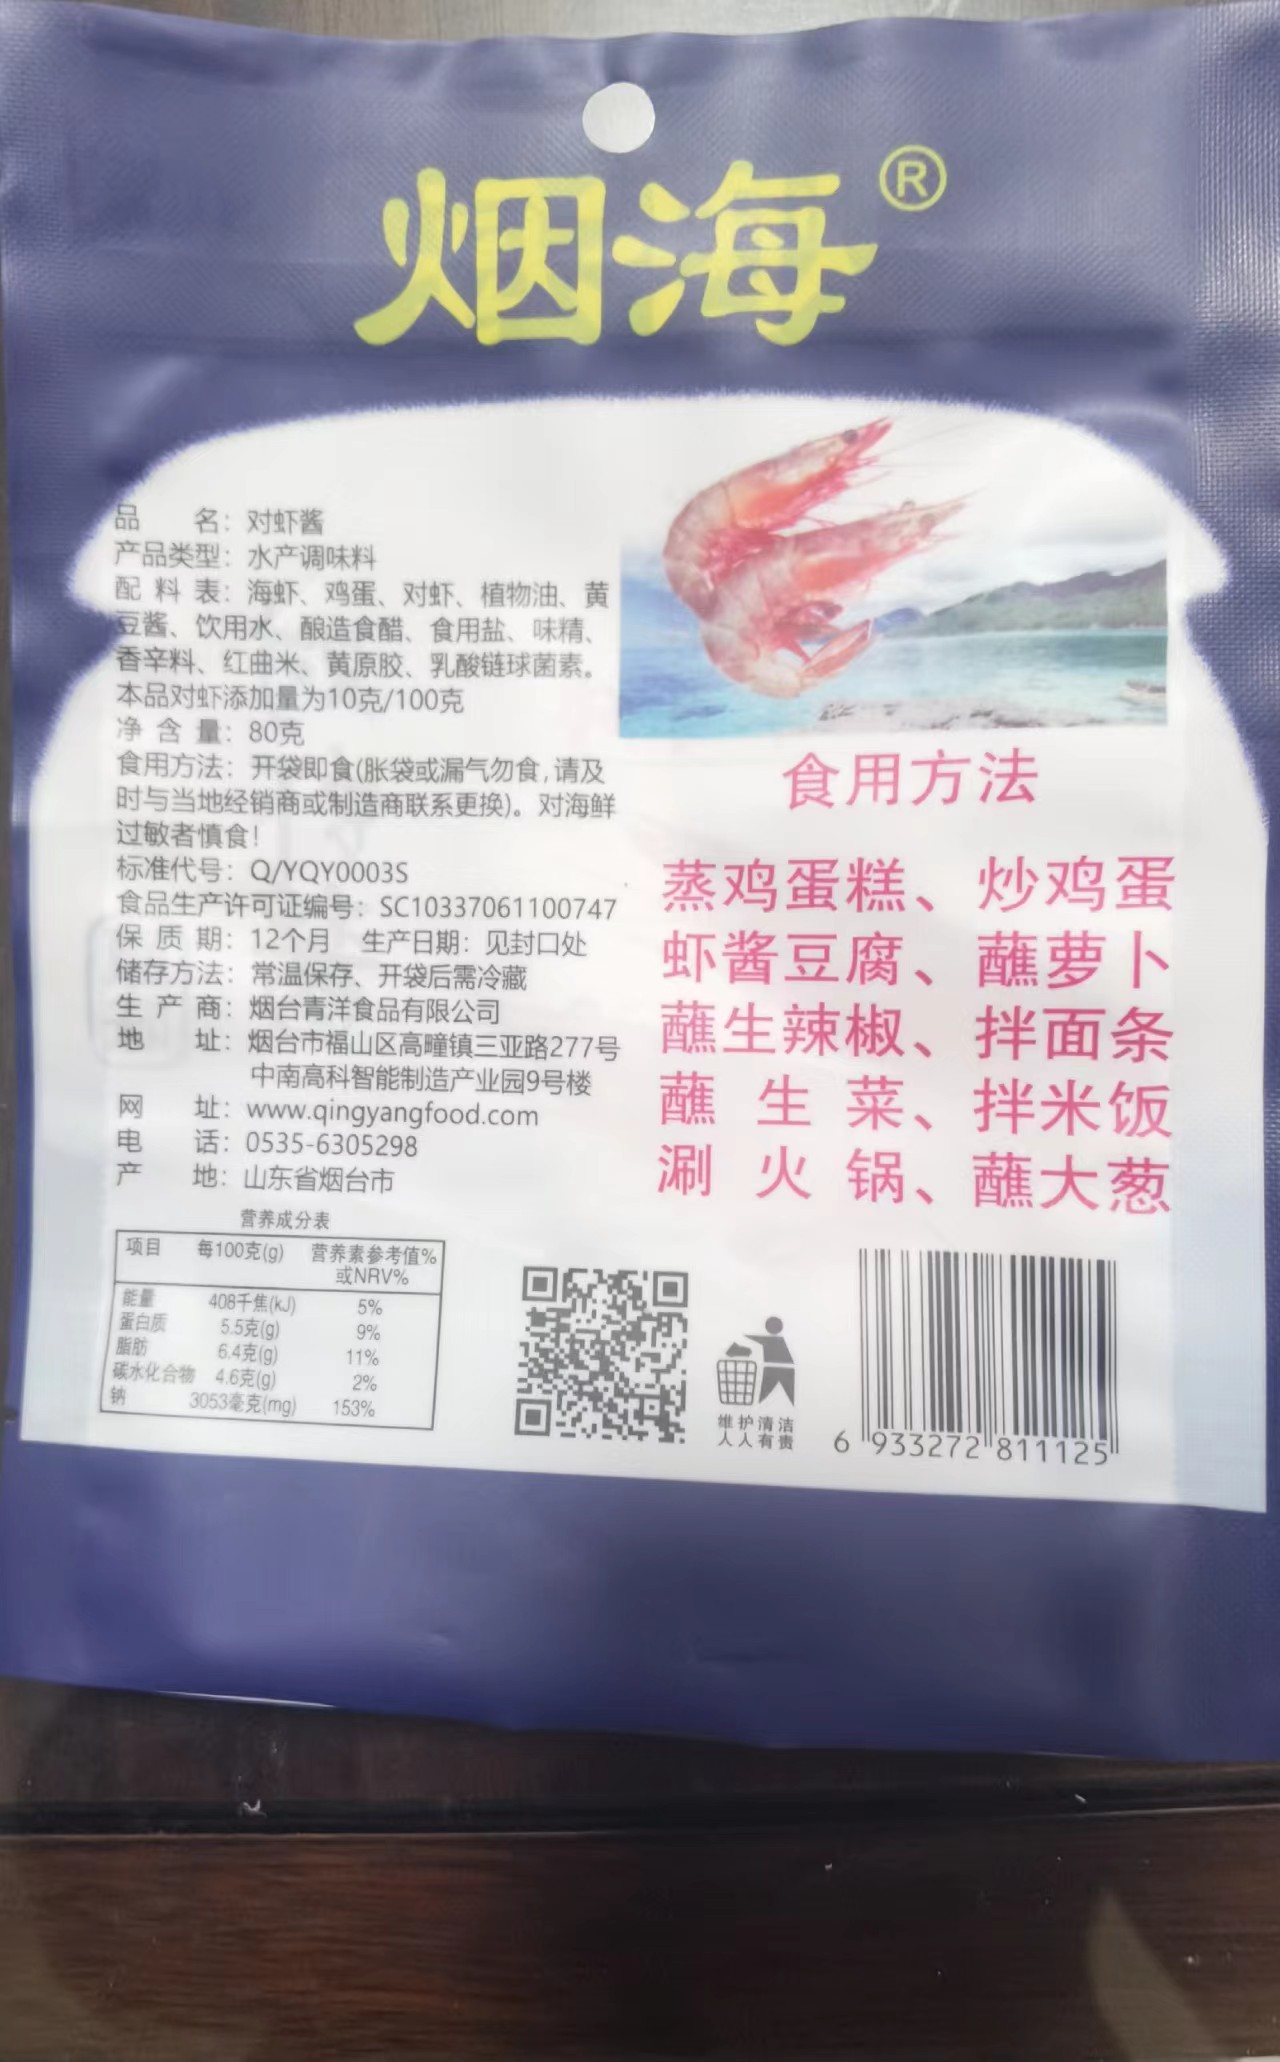 烟海®
品 名：对虾酱
产品类型：水产调味料
配 料 表：海虾、鸡蛋、对虾、植物油、黄
豆酱、饮用水、酿造食醋、食用盐、味精、
香辛料、红曲米、黄原胶、乳酸链球菌素。
本品对虾添加量为10克/100克
净 含 量：80克
食用方法：开袋即食(胀袋或漏气勿食,请及
时与当地经销商或制造商联系更换)。对海鲜
过敏者慎食！
标准代号：Q/YQY0003S
食品生产许可证编号：SC10337061100747
保 质 期：12个月 生产日期：见封口处
储存方法：常温保存、开袋后需冷藏
生 产 商：烟台青洋食品有限公司
地 址：烟台市福山区高疃镇三亚路277号
中南高科智能制造产业园9号楼
网 址：www.qingyangfood.com
电 话：0535-6305298
产 地：山东省烟台市
营养成分表
项目 每100克(g) 营养素参考值%
或NRV%
能量 408千焦(kJ) 5%
蛋白质 5.5克(g) 9%
脂肪 6.4克(g) 11%
碳水化合物 4.6克(g) 2%
钠 3053毫克(mg) 153%
食用方法
蒸鸡蛋糕、炒鸡蛋
虾酱豆腐、蘸萝卜
蘸生辣椒、拌面条
蘸 生 菜、拌米饭
涮 火 锅、蘸大葱
维护清洁
人人有责
6 933272 811125